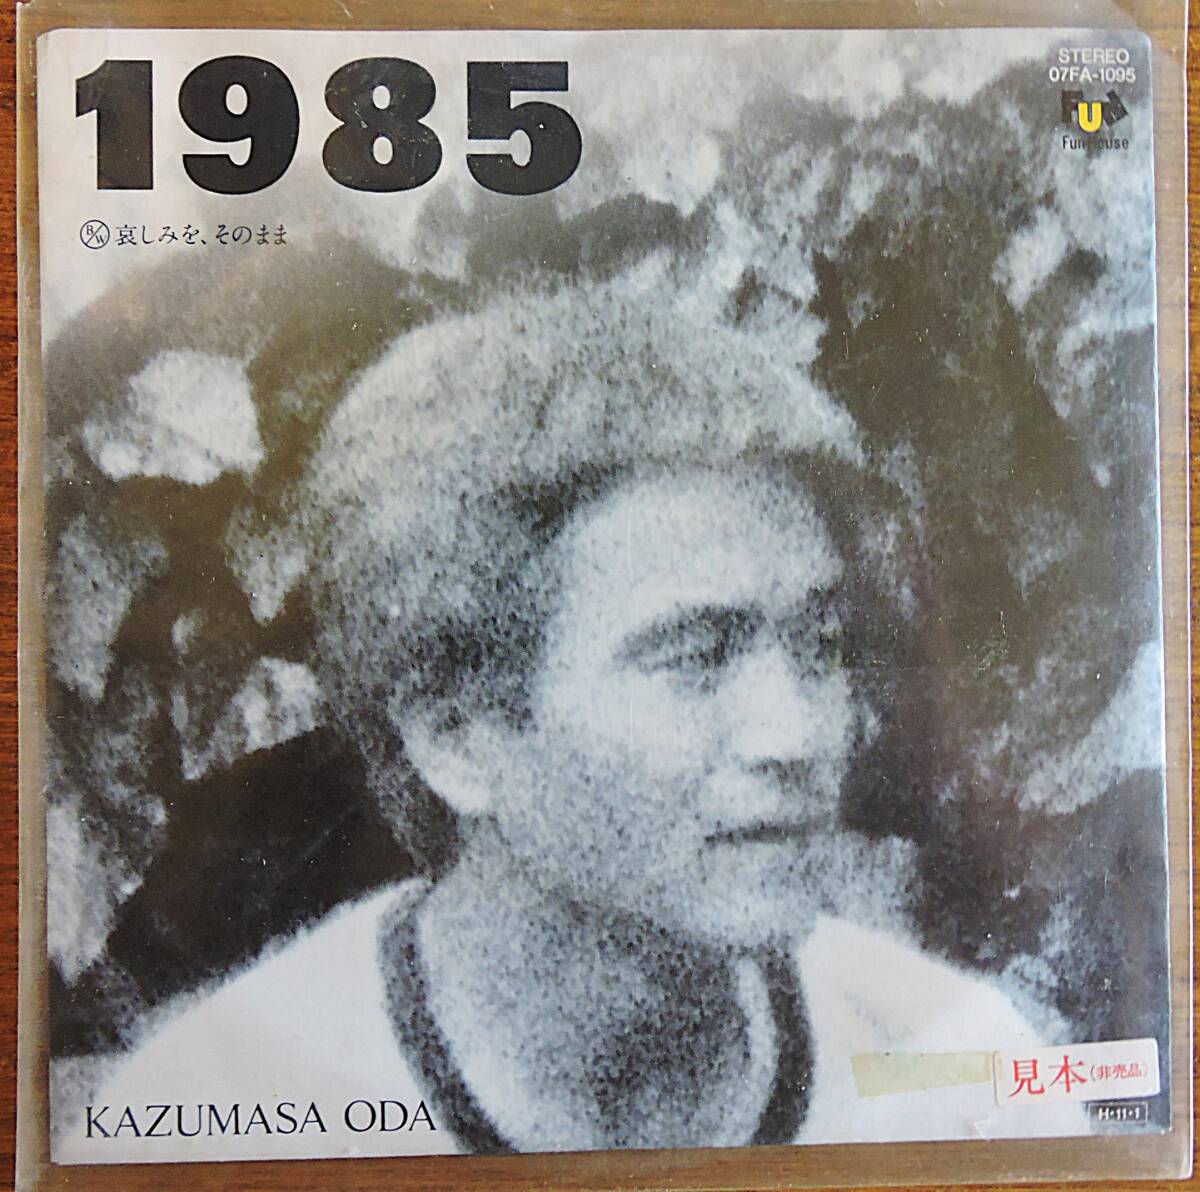 1985
B/W 哀しみを、そのまま
STEREO
07FA-1095
Fun
Fun House
KAZUMASA ODA
見本(非売品)
H・11・1